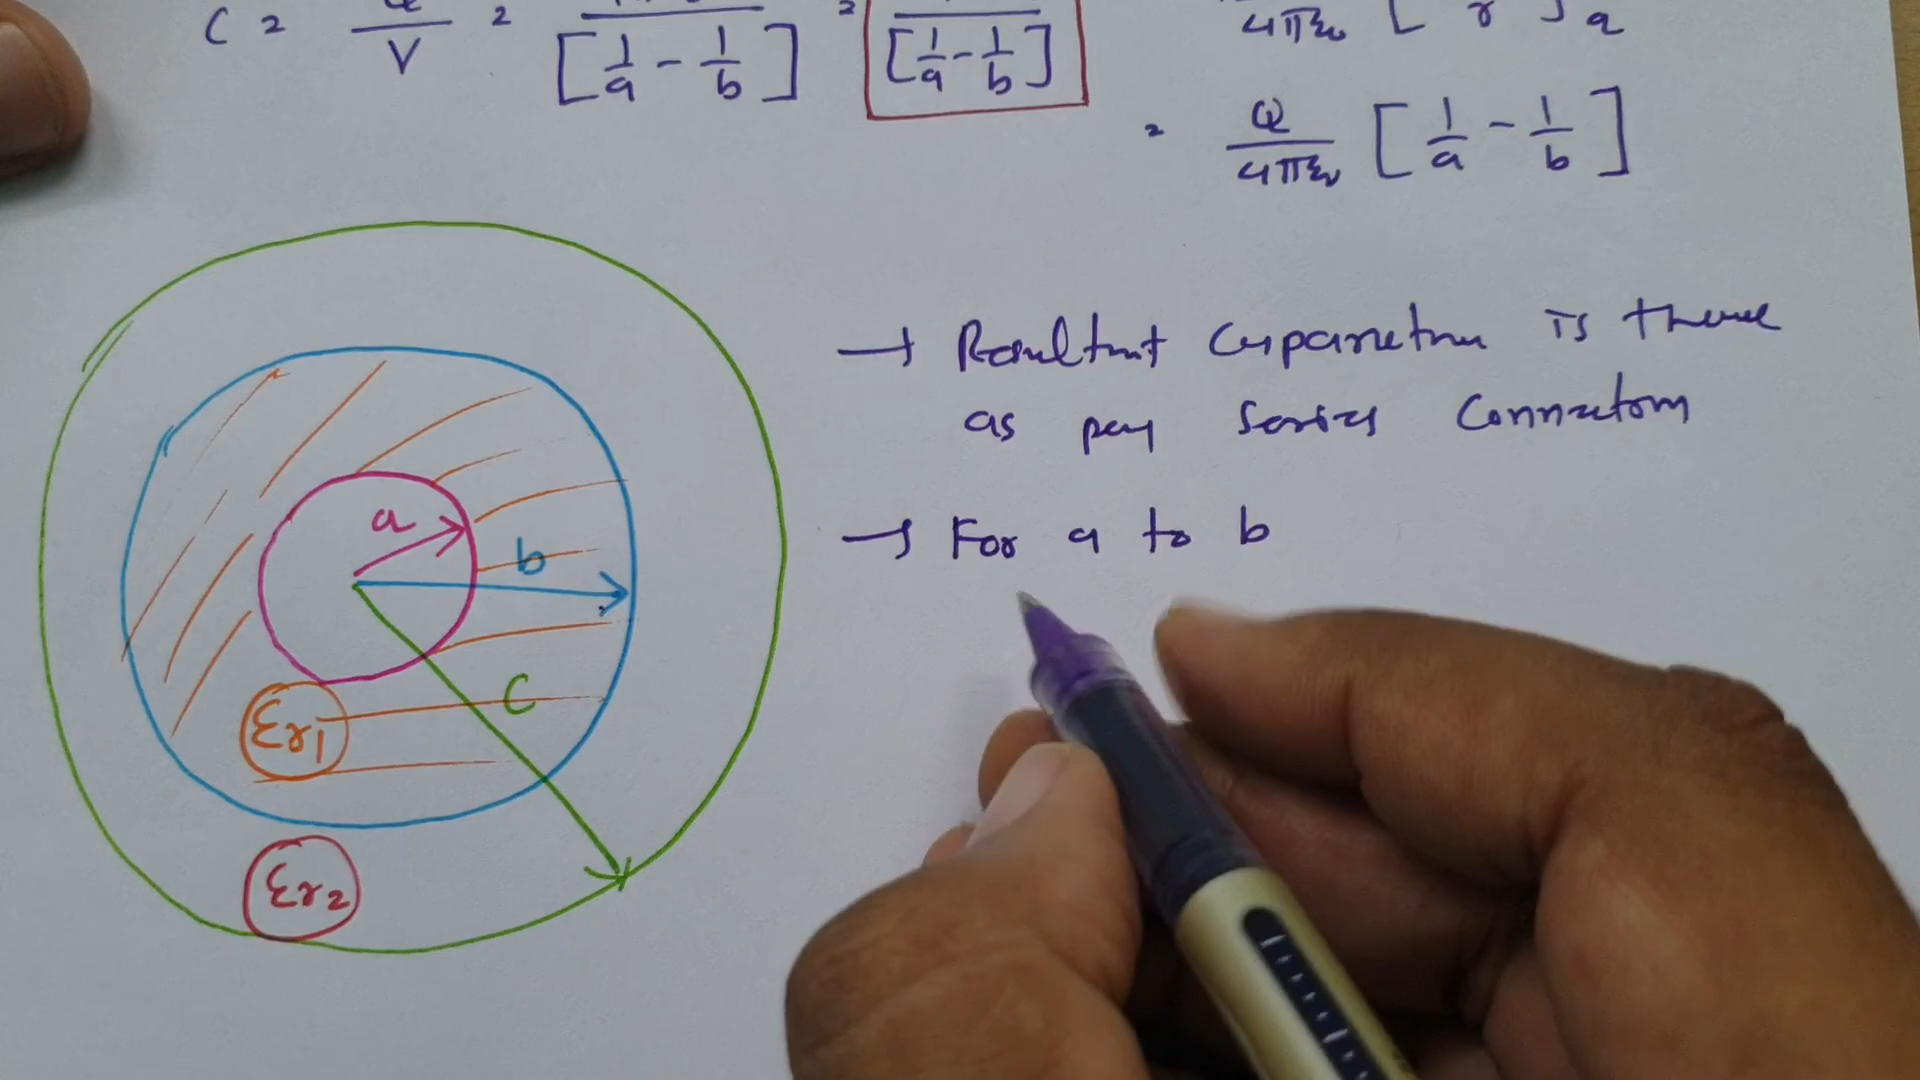 C = Q/V = [1/a - 1/b] = [1/a - 1/b]
4πε₀ [ r ]a
= Q/4πε₀ [1/a - 1/b]
→ Resultant Capacitance is there
as per series Connection
→ For a to b
a
b
c
εr1
εr2